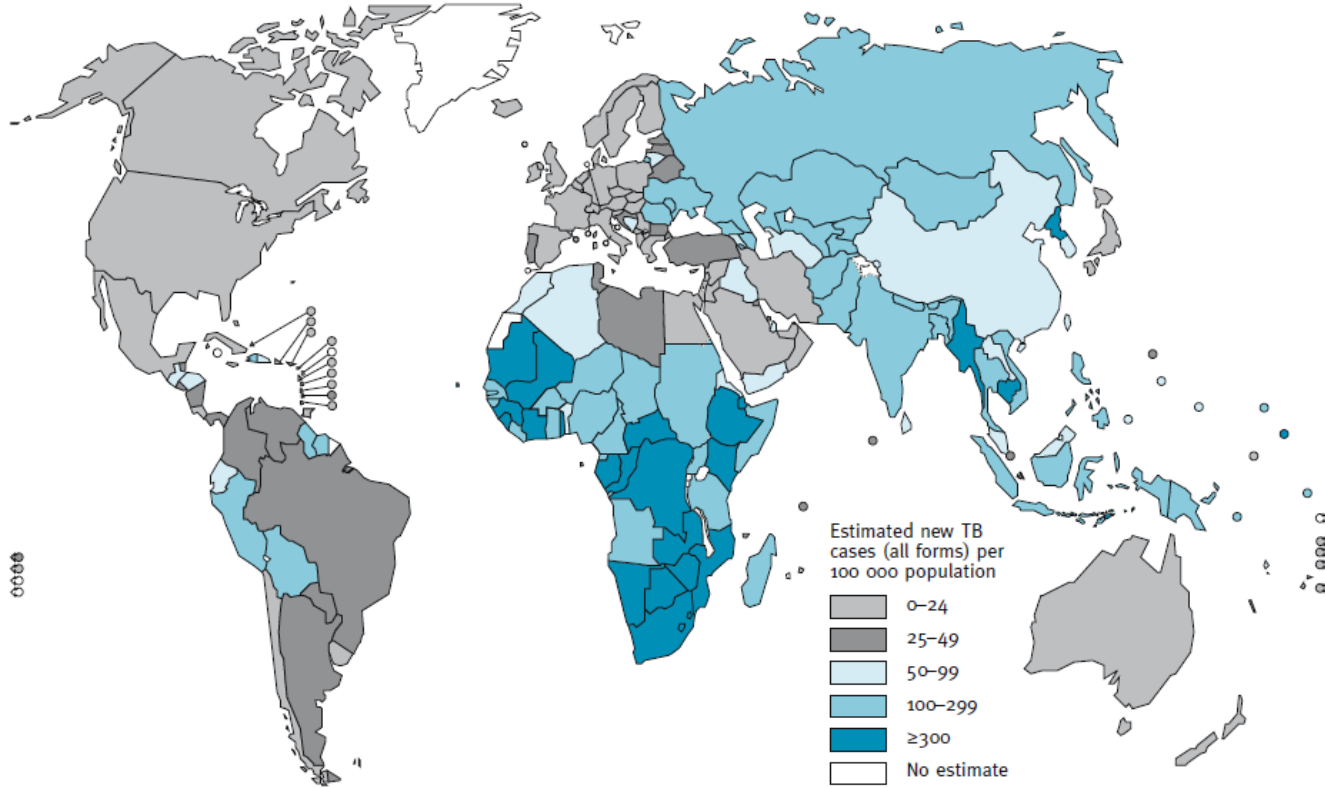 Estimated new TB
cases (all forms) per
100 000 population
0–24
25–49
50–99
100–299
≥300
No estimate